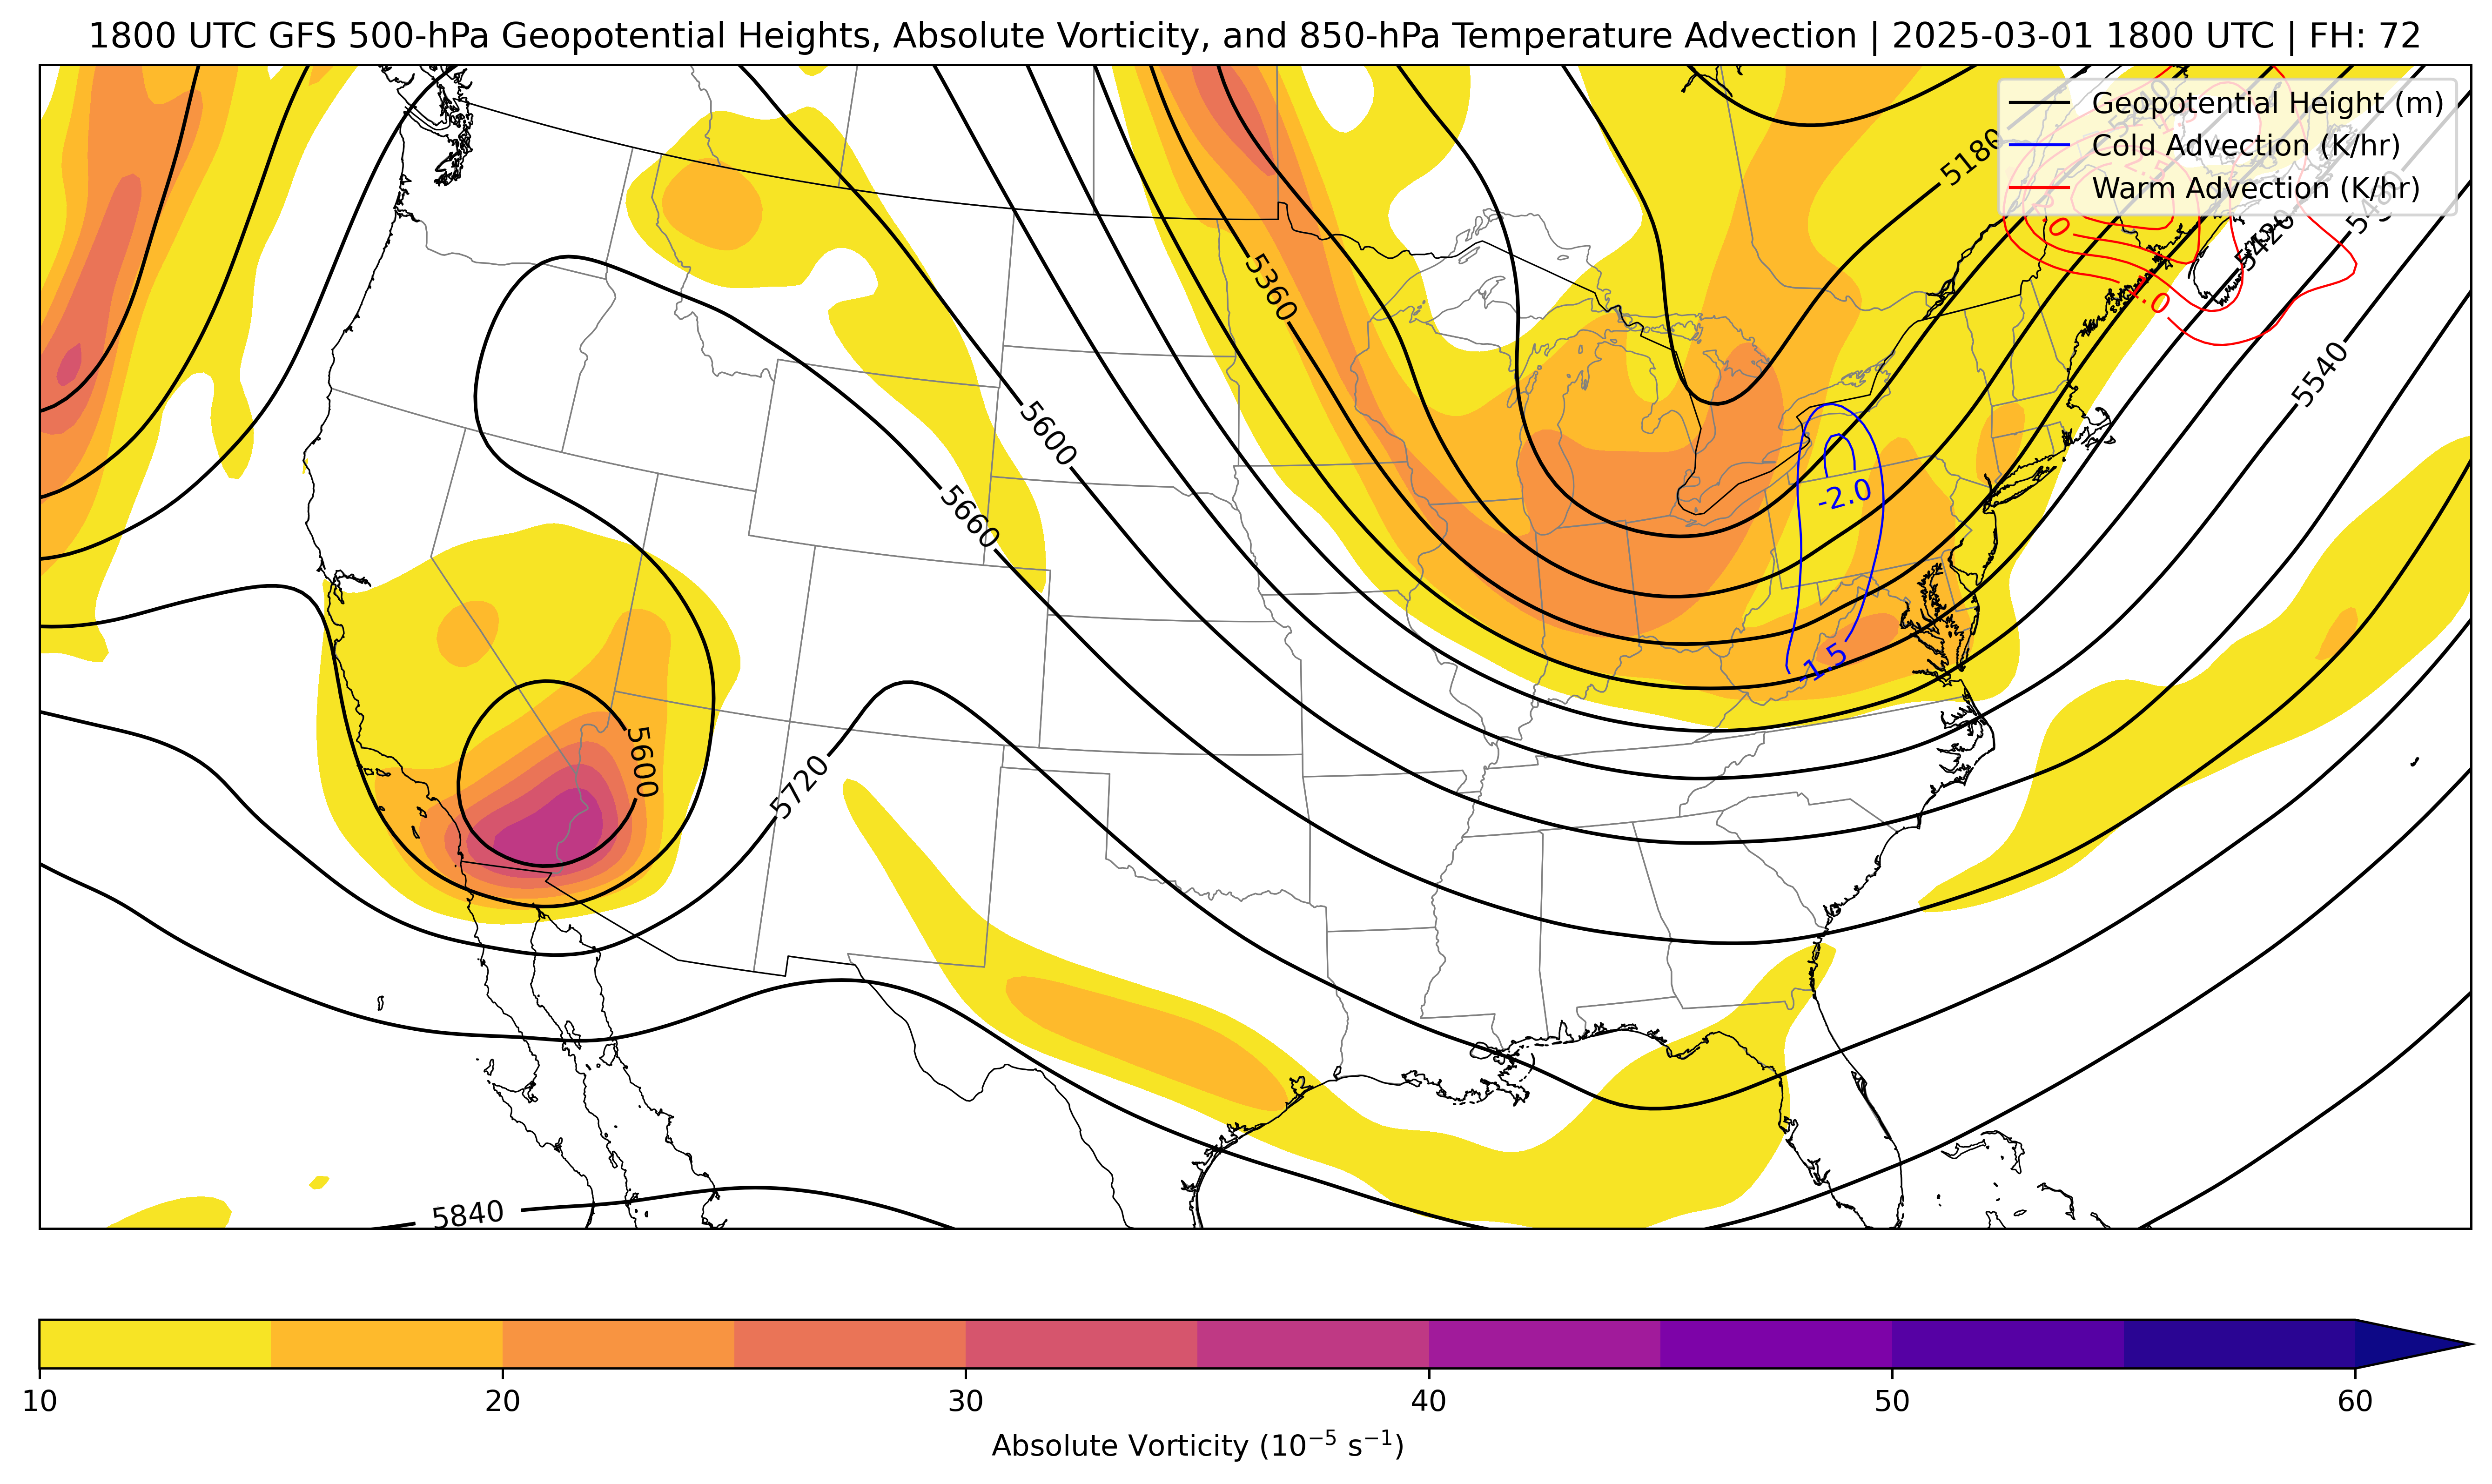 1800 UTC GFS 500-hPa Geopotential Heights, Absolute Vorticity, and 850-hPa Temperature Advection | 2025-03-01 1800 UTC | FH: 72
Geopotential Height (m)
Cold Advection (K/hr)
Warm Advection (K/hr)
5180
5420
5540
5360
5600
5660
-2.0
-1.5
5600
5720
5840
10 20 30 40 50 60
Absolute Vorticity (10⁻⁵ s⁻¹)